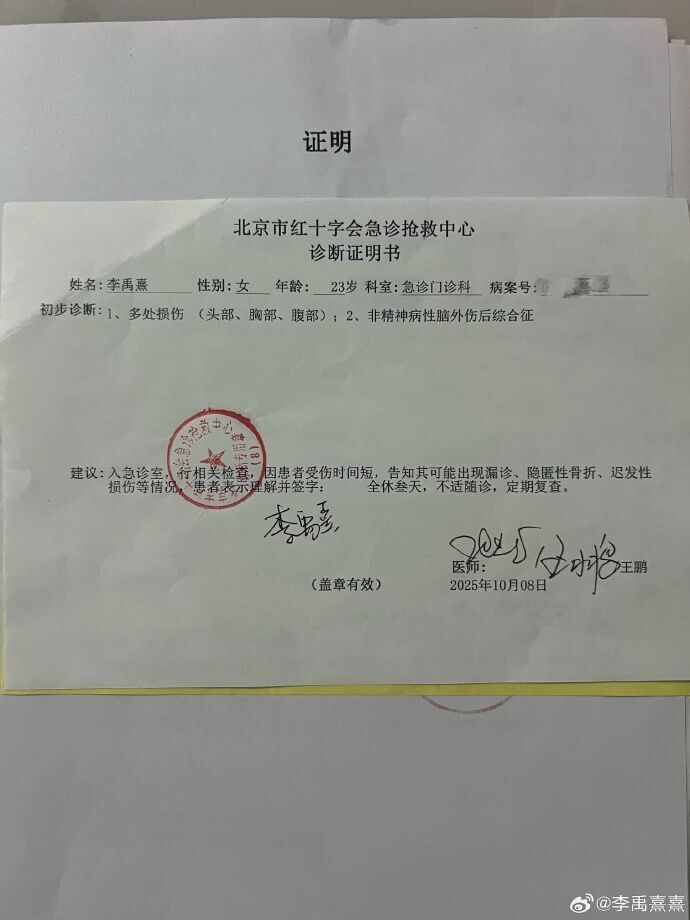 证明
北京市红十字会急诊抢救中心
诊断证明书
姓名：李禹熹 性别：女 年龄： 23岁 科室：急诊门诊科 病案号：
初步诊断：1、多处损伤 （头部、胸部、腹部）；2、非精神病性脑外伤后综合征
建议：入急诊室，行相关检查，因患者受伤时间短，告知其可能出现漏诊、隐匿性骨折、迟发性
损伤等情况，患者表示理解并签字： 全休叁天，不适随诊，定期复查。
李禹熹
医师： 王鹏
（盖章有效） 2025年10月08日
@李禹熹熹